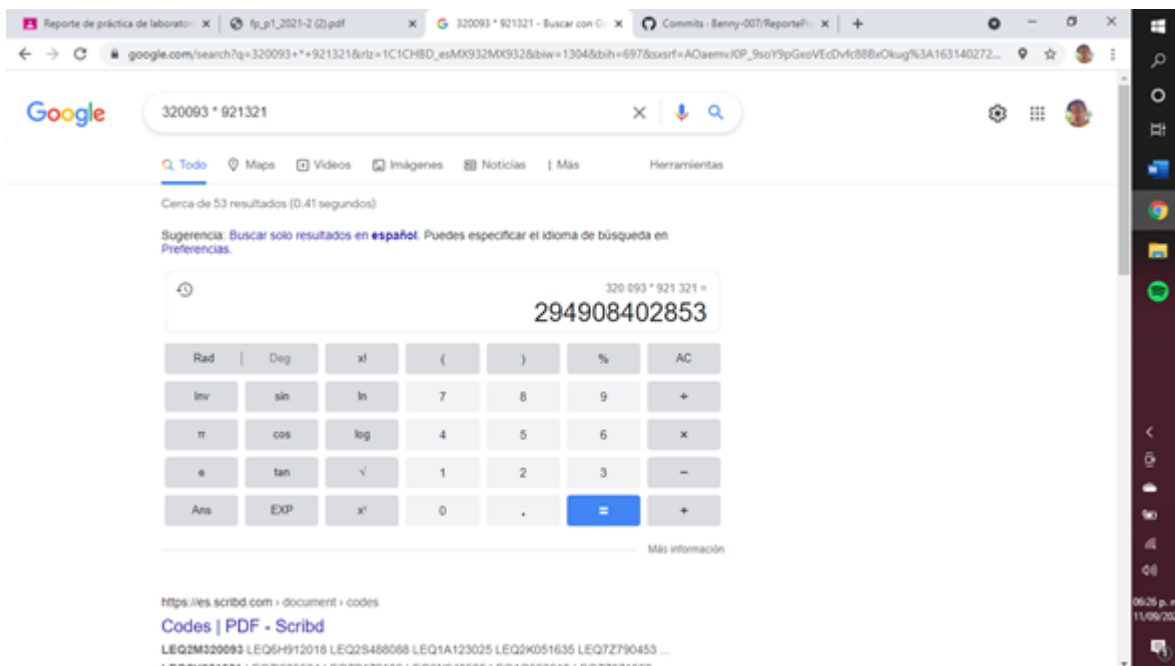 Reporte de práctica de laborator
fp_p1_2021-2 (2).pdf
320093 * 921321 - Buscar con Go
Commits · Benny-007/ReportePr
google.com/search?q=320093+*+921321&rlz=1C1CHBD_esMX932MX932&biw=1304&bih=697
Google
320093 * 921321
Todo Maps Videos Imágenes Noticias Más Herramientas
Cerca de 53 resultados (0.41 segundos)
Sugerencia: Buscar solo resultados en español. Puedes especificar el idioma de búsqueda en
Preferencias.
320 093 * 921 321 =
294908402853
Rad | Deg x! ( ) % AC
Inv sin ln 7 8 9 ÷
π cos log 4 5 6 ×
e tan √ 1 2 3 −
Ans EXP xʸ 0 . = +
Más información
https://es.scribd.com › document › codes
Codes | PDF - Scribd
LEQ2M320093 LEQ6H912018 LEQ2S488088 LEQ1A123025 LEQ2K051635 LEQ7Z790453 ...
06:26 p. m
11/09/202